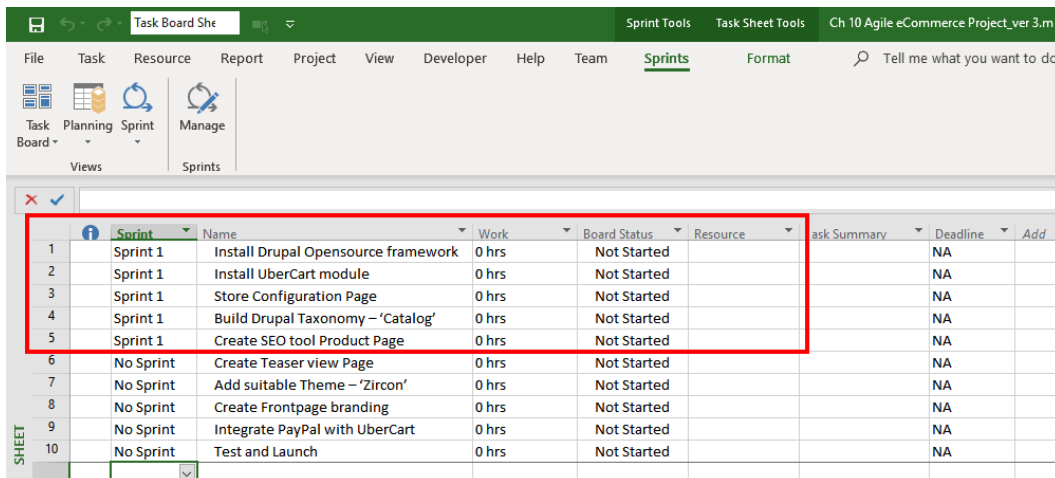 Task Board She
Sprint Tools Task Sheet Tools Ch 10 Agile eCommerce Project_ver 3.m
File Task Resource Report Project View Developer Help Team Sprints Format Tell me what you want to do
Task Board Planning Sprint Manage
Views Sprints
Sprint Name Work Board Status Resource ask Summary Deadline Add
1 Sprint 1 Install Drupal Opensource framework 0 hrs Not Started NA
2 Sprint 1 Install UberCart module 0 hrs Not Started NA
3 Sprint 1 Store Configuration Page 0 hrs Not Started NA
4 Sprint 1 Build Drupal Taxonomy – ‘Catalog’ 0 hrs Not Started NA
5 Sprint 1 Create SEO tool Product Page 0 hrs Not Started NA
6 No Sprint Create Teaser view Page 0 hrs Not Started NA
7 No Sprint Add suitable Theme – ‘Zircon’ 0 hrs Not Started NA
8 No Sprint Create Frontpage branding 0 hrs Not Started NA
9 No Sprint Integrate PayPal with UberCart 0 hrs Not Started NA
10 No Sprint Test and Launch 0 hrs Not Started NA
SHEET